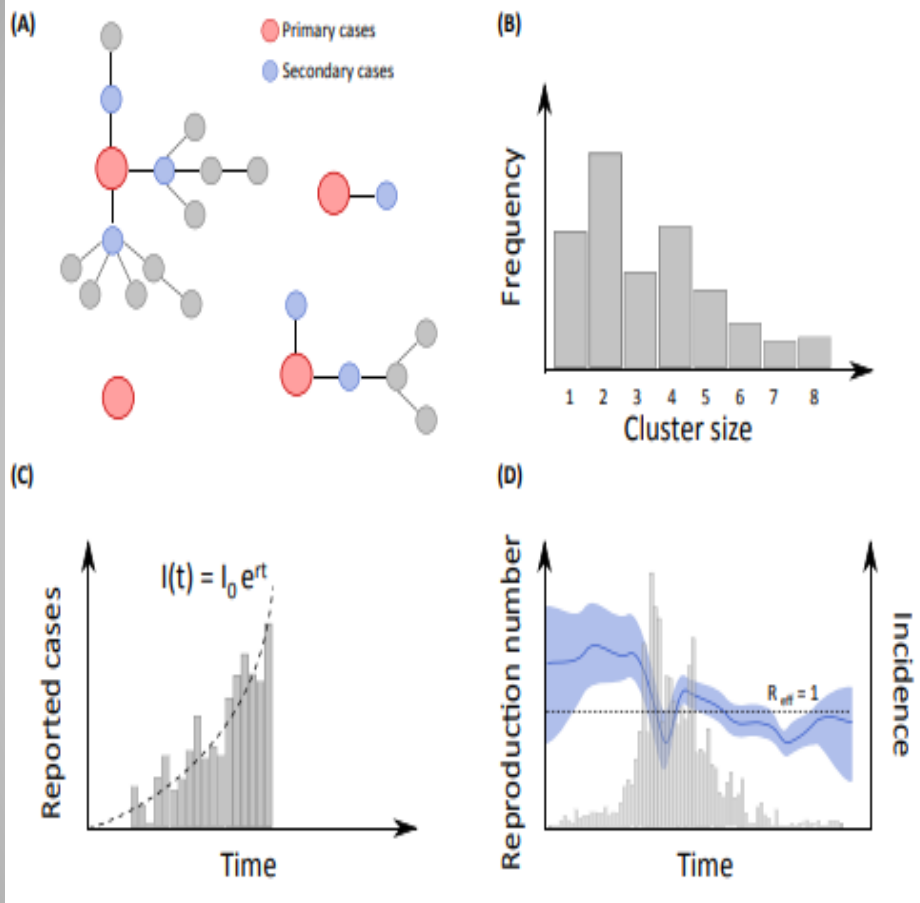 (A)
Primary cases
Secondary cases
(B)
Frequency
1 2 3 4 5 6 7 8
Cluster size
(C)
Reported cases
I(t) = I₀ eʳᵗ
Time
(D)
Reproduction number
R eff = 1
Incidence
Time